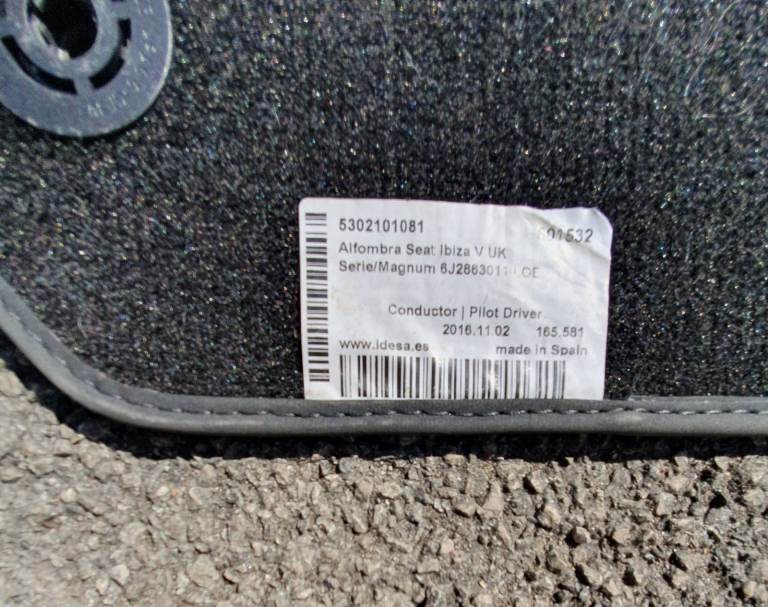 5302101081
Alfombra Seat Ibiza V UK
Serie/Magnum LOE
Conductor | Pilot Driver
2016.11.02 165.581
www.idesa.es made in Spain